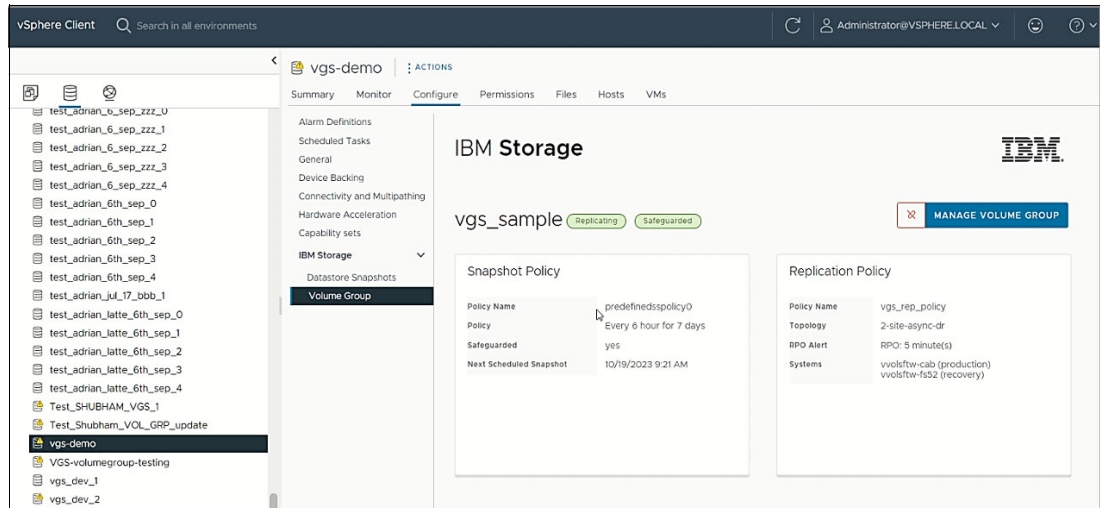 vSphere Client
Search in all environments
Administrator@VSPHERE.LOCAL
test_adrian_6_sep_zzz_0
test_adrian_6_sep_zzz_1
test_adrian_6_sep_zzz_2
test_adrian_6_sep_zzz_3
test_adrian_6_sep_zzz_4
test_adrian_6th_sep_0
test_adrian_6th_sep_1
test_adrian_6th_sep_2
test_adrian_6th_sep_3
test_adrian_6th_sep_4
test_adrian_jul_17_bbb_1
test_adrian_latte_6th_sep_0
test_adrian_latte_6th_sep_1
test_adrian_latte_6th_sep_2
test_adrian_latte_6th_sep_3
test_adrian_latte_6th_sep_4
Test_SHUBHAM_VGS_1
Test_Shubham_VOL_GRP_update
vgs-demo
VGS-volumegroup-testing
vgs_dev_1
vgs_dev_2
vgs-demo ACTIONS
Summary Monitor Configure Permissions Files Hosts VMs
Alarm Definitions
Scheduled Tasks
General
Device Backing
Connectivity and Multipathing
Hardware Acceleration
Capability sets
IBM Storage
Datastore Snapshots
Volume Group
IBM Storage
IBM.
vgs_sample Replicating Safeguarded
MANAGE VOLUME GROUP
Snapshot Policy
Policy Name predefinedsspolicy0
Policy Every 6 hour for 7 days
Safeguarded yes
Next Scheduled Snapshot 10/19/2023 9:21 AM
Replication Policy
Policy Name vgs_rep_policy
Topology 2-site-async-dr
RPO Alert RPO: 5 minute(s)
Systems vvolsftw-cab (production)
vvolsftw-fs52 (recovery)